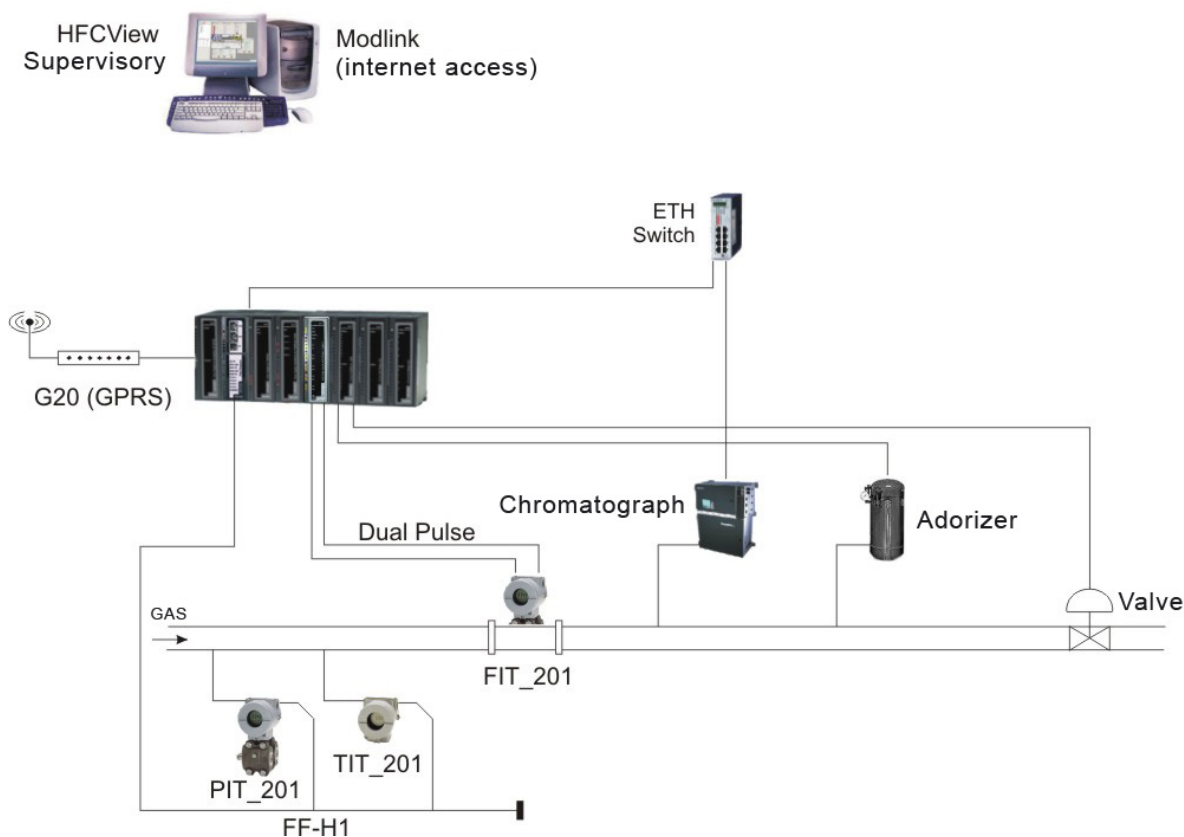 HFCView
Supervisory
Modlink
(internet access)
ETH
Switch
G20 (GPRS)
Chromatograph
Adorizer
Dual Pulse
Valve
GAS
FIT_201
TIT_201
PIT_201
FF-H1